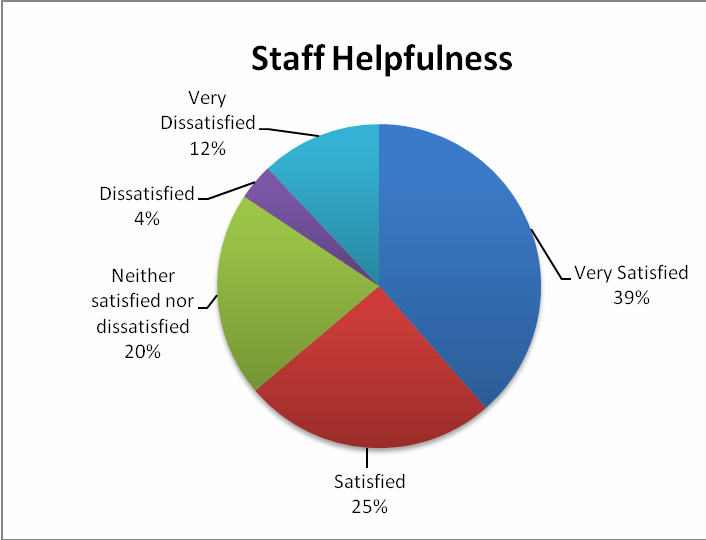 Staff Helpfulness
Very
Dissatisfied
12%
Dissatisfied
4%
Neither
satisfied nor
dissatisfied
20%
Very Satisfied
39%
Satisfied
25%